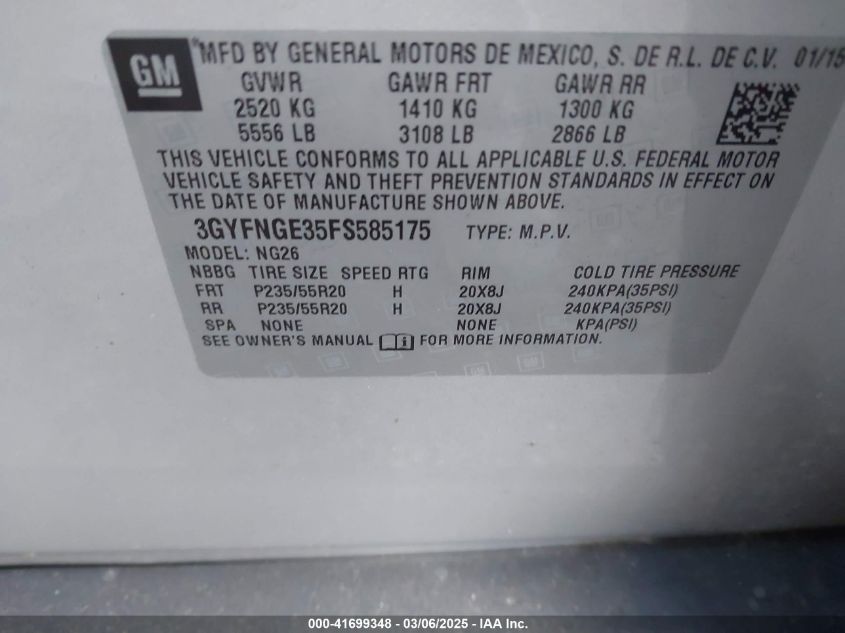 GM
*MFD BY GENERAL MOTORS DE MEXICO, S. DE R.L. DE C.V. 01/15
GVWR GAWR FRT GAWR RR
2520 KG 1410 KG 1300 KG
5556 LB 3108 LB 2866 LB
THIS VEHICLE CONFORMS TO ALL APPLICABLE U.S. FEDERAL MOTOR
VEHICLE SAFETY AND THEFT PREVENTION STANDARDS IN EFFECT ON
THE DATE OF MANUFACTURE SHOWN ABOVE.
3GYFNGE35FS585175 TYPE: M.P.V.
MODEL: NG26
NBBG TIRE SIZE SPEED RTG RIM COLD TIRE PRESSURE
FRT P235/55R20 H 20X8J 240KPA(35PSI)
RR P235/55R20 H 20X8J 240KPA(35PSI)
SPA NONE NONE KPA(PSI)
SEE OWNER'S MANUAL FOR MORE INFORMATION.
000-41699348 - 03/06/2025 - IAA Inc.